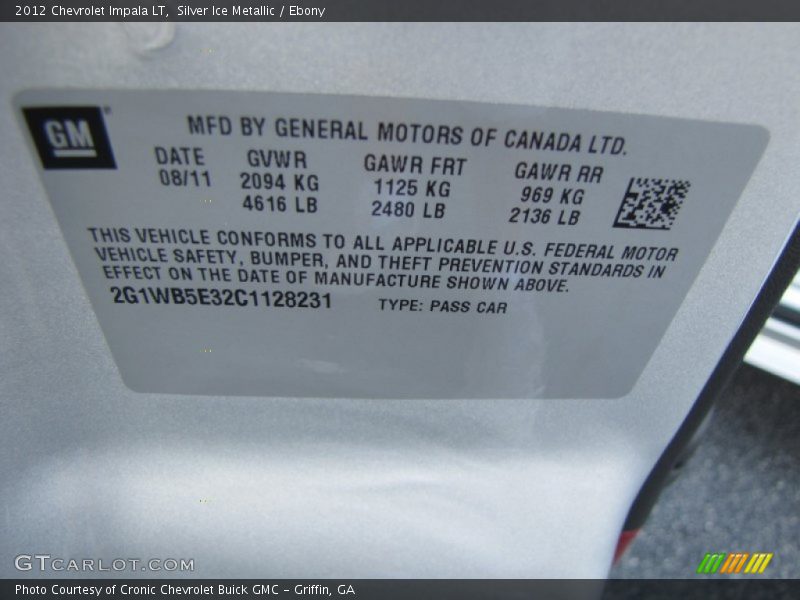 2012 Chevrolet Impala LT, Silver Ice Metallic / Ebony
GM
MFD BY GENERAL MOTORS OF CANADA LTD.
DATE GVWR GAWR FRT GAWR RR
08/11 2094 KG 1125 KG 969 KG
4616 LB 2480 LB 2136 LB
THIS VEHICLE CONFORMS TO ALL APPLICABLE U.S. FEDERAL MOTOR
VEHICLE SAFETY, BUMPER, AND THEFT PREVENTION STANDARDS IN
EFFECT ON THE DATE OF MANUFACTURE SHOWN ABOVE.
2G1WB5E32C1128231 TYPE: PASS CAR
GTCARLOT.COM
Photo Courtesy of Cronic Chevrolet Buick GMC – Griffin, GA